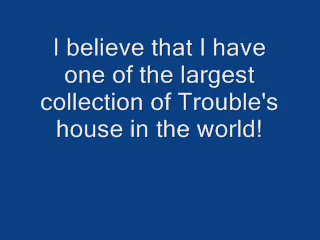 I believe that I have
one of the largest
collection of Trouble's
house in the world!